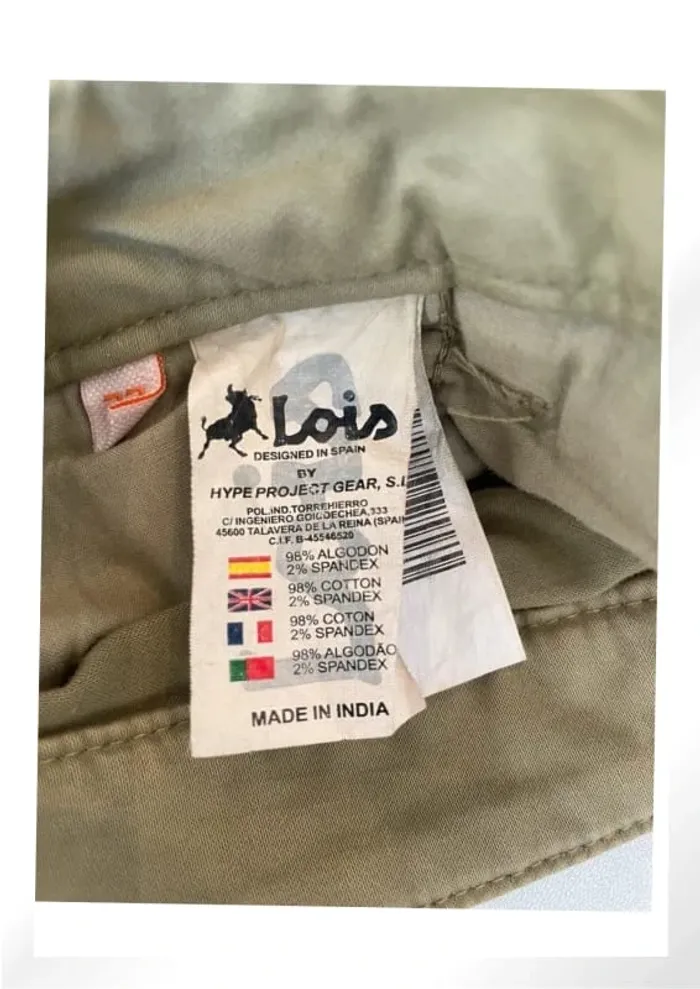 Lois
DESIGNED IN SPAIN
BY
HYPE PROJECT GEAR, S.L
POL.IND.TORREHIERRO
C/ INGENIERO GOICOECHEA,333
45600 TALAVERA DE LA REINA (SPAIN
C.I.F. B-45546520
98% ALGODON
2% SPANDEX
98% COTTON
2% SPANDEX
98% COTON
2% SPANDEX
98% ALGODÃO
2% SPANDEX
MADE IN INDIA